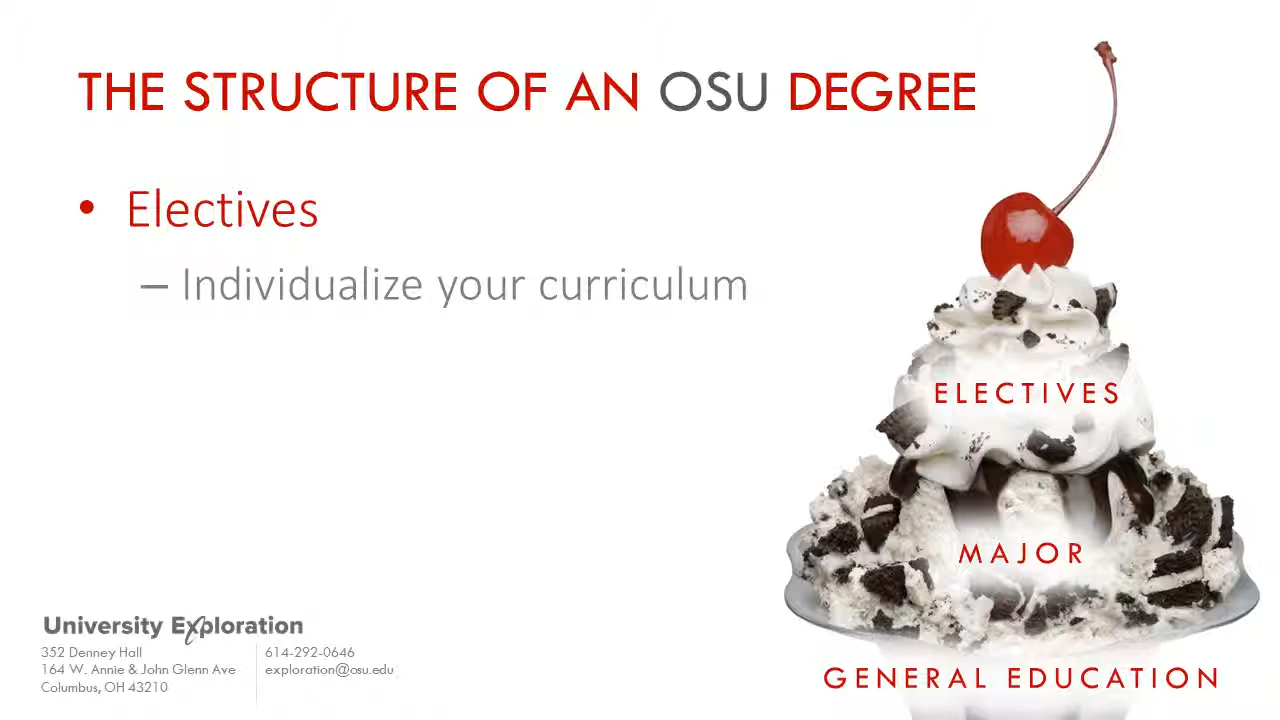 THE STRUCTURE OF AN OSU DEGREE
• Electives
– Individualize your curriculum
ELECTIVES
MAJOR
GENERAL EDUCATION
University Exploration
352 Denney Hall
164 W. Annie & John Glenn Ave
Columbus, OH 43210
614-292-0646
exploration@osu.edu